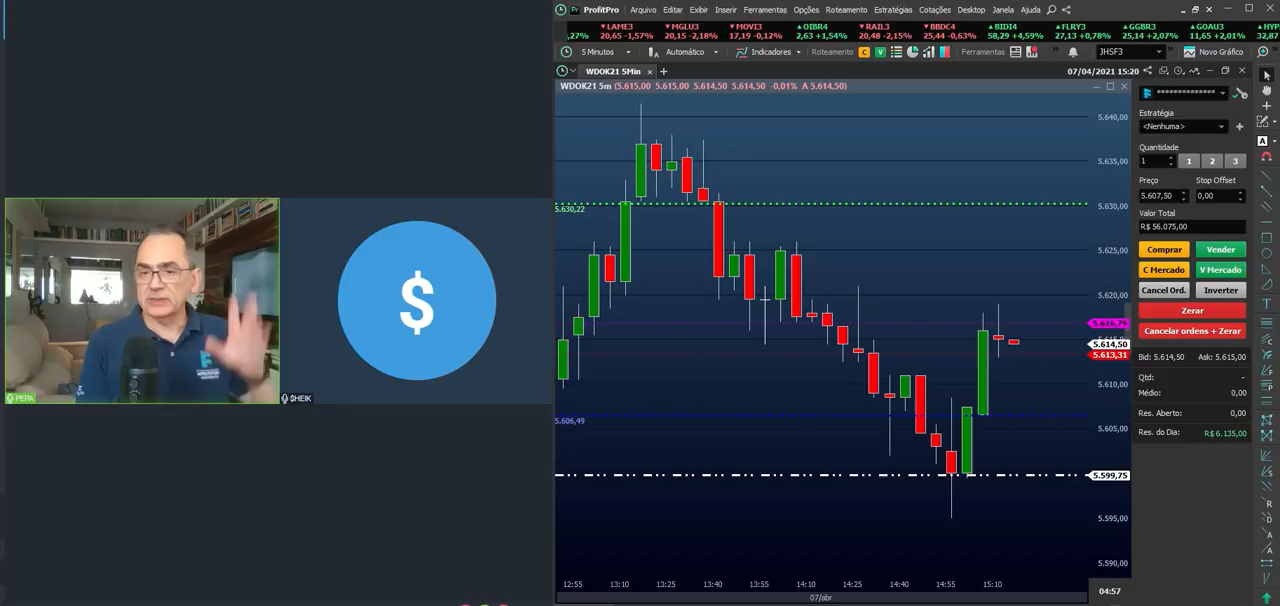 ProfitPro Arquivo Editar Exibir Inserir Ferramentas Opções Roteamento Estratégias Cotações Desktop Janela Ajuda
LAME3 MGLU3 MOVI3 OIBR4 RAIL3 BBDC4 BIDI4 FLRY3 GGBR3 GOAU3 HYP
,27% 20,65 -1,57% 20,15 -2,18% 17,19 -0,12% 2,63 +1,54% 20,48 -2,15% 25,44 -0,63% 58,29 +4,59% 27,13 +0,78% 25,14 +2,07% 11,65 +2,01% 32,87
5 Minutos Automático Indicadores Roteamento C V Ferramentas JHSF3 Novo Gráfico
WDOK21 5Min 07/04/2021 15:20
WDOK21 5m (5.615,00 5.615,00 5.614,50 5.614,50 -0,01% A 5.614,50)
5.640,00
5.635,00
5.630,22
5.630,00
5.625,00
5.620,00
5.616,79
5.614,50
5.613,31
5.610,00
5.606,49
5.605,00
5.599,75
5.595,00
5.590,00
12:55 13:10 13:25 13:40 13:55 14:10 14:25 14:40 14:55 15:10
07/abr
04:57
**************
Estratégia
<Nenhuma>
Quantidade
1 1 2 3
Preço Stop Offset
5.607,50 0,00
Valor Total
R$ 56.075,00
Comprar Vender
C Mercado V Mercado
Cancel Ord. Inverter
Zerar
Cancelar ordens + Zerar
Bid: 5.614,50 Ask: 5.615,00
Qtd: -
Médio: 0,00
Res. Aberto: 0,00
Res. do Dia: R$ 6.135,00
$
PEPA
$HEIK